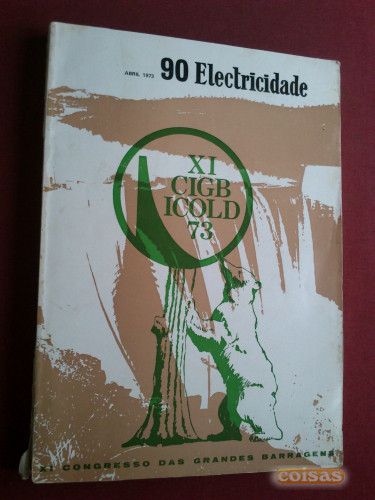 ABRIL 1973 90 Electricidade
XI
CIGB
ICOLD
73
XI CONGRESSO DAS GRANDES BARRAGENS
coisas